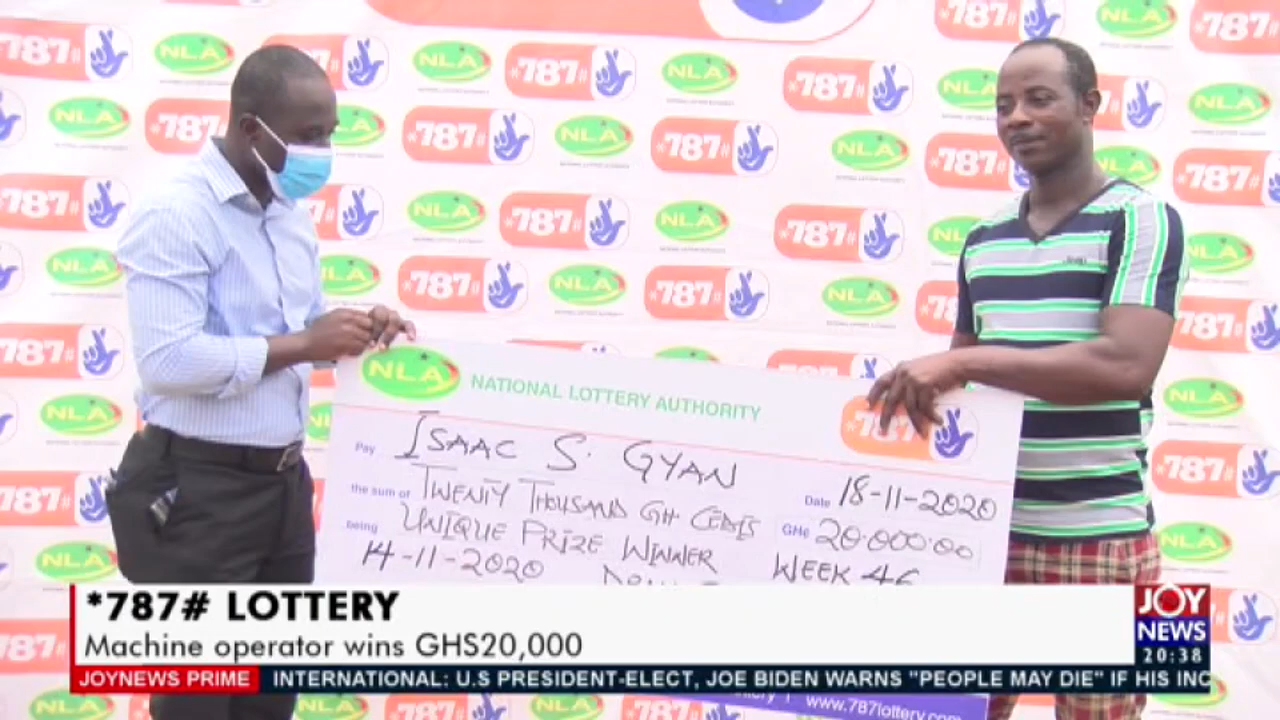 NLA NATIONAL LOTTERY AUTHORITY
*787#
Pay ISAAC S. GYAN
Date 18-11-2020
the sum of TWENTY THOUSAND GH CEDIS
GH¢ 20.000.00
being UNIQUE PRIZE WINNER
14-11-2020
WEEK 46
*787# LOTTERY
Machine operator wins GHS20,000
JOY
NEWS
20:38
JOYNEWS PRIME INTERNATIONAL: U.S PRESIDENT-ELECT, JOE BIDEN WARNS "PEOPLE MAY DIE" IF HIS INC
www.787lottery.com